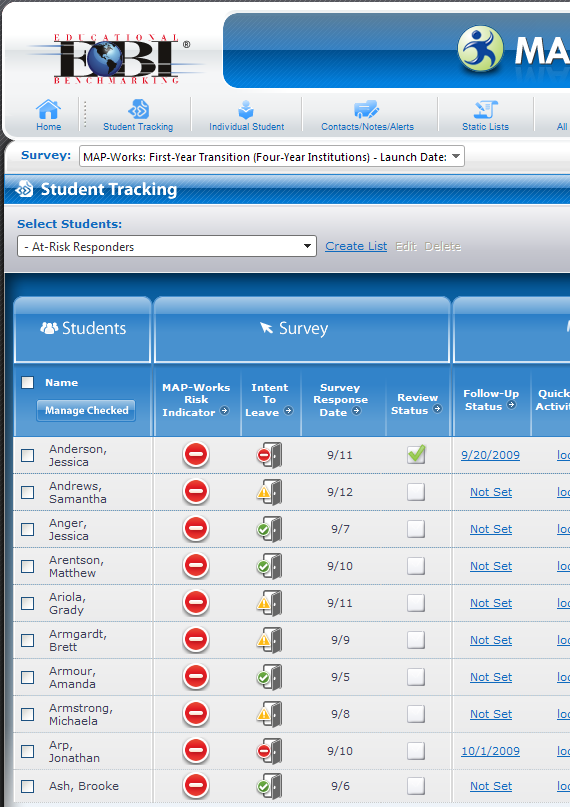 EDUCATIONAL
EBI ®
BENCHMARKING
MA
Home
Student Tracking
Individual Student
Contacts/Notes/Alerts
Static Lists
All
Survey:
MAP-Works: First-Year Transition (Four-Year Institutions) - Launch Date:
Student Tracking
Select Students:
- At-Risk Responders
Create List Edit Delete
Students
Survey
Name
Manage Checked
MAP-Works
Risk
Indicator
Intent
To
Leave
Survey
Response
Date
Review
Status
Follow-Up
Status
Quick
Activi
Anderson,
Jessica
9/11
9/20/2009
loc
Andrews,
Samantha
9/12
Not Set
loc
Anger,
Jessica
9/7
Not Set
loc
Arentson,
Matthew
9/10
Not Set
loc
Ariola,
Grady
9/11
Not Set
loc
Armgardt,
Brett
9/9
Not Set
loc
Armour,
Amanda
9/5
Not Set
loc
Armstrong,
Michaela
9/8
Not Set
loc
Arp,
Jonathan
9/10
10/1/2009
loc
Ash, Brooke
9/6
Not Set
loc